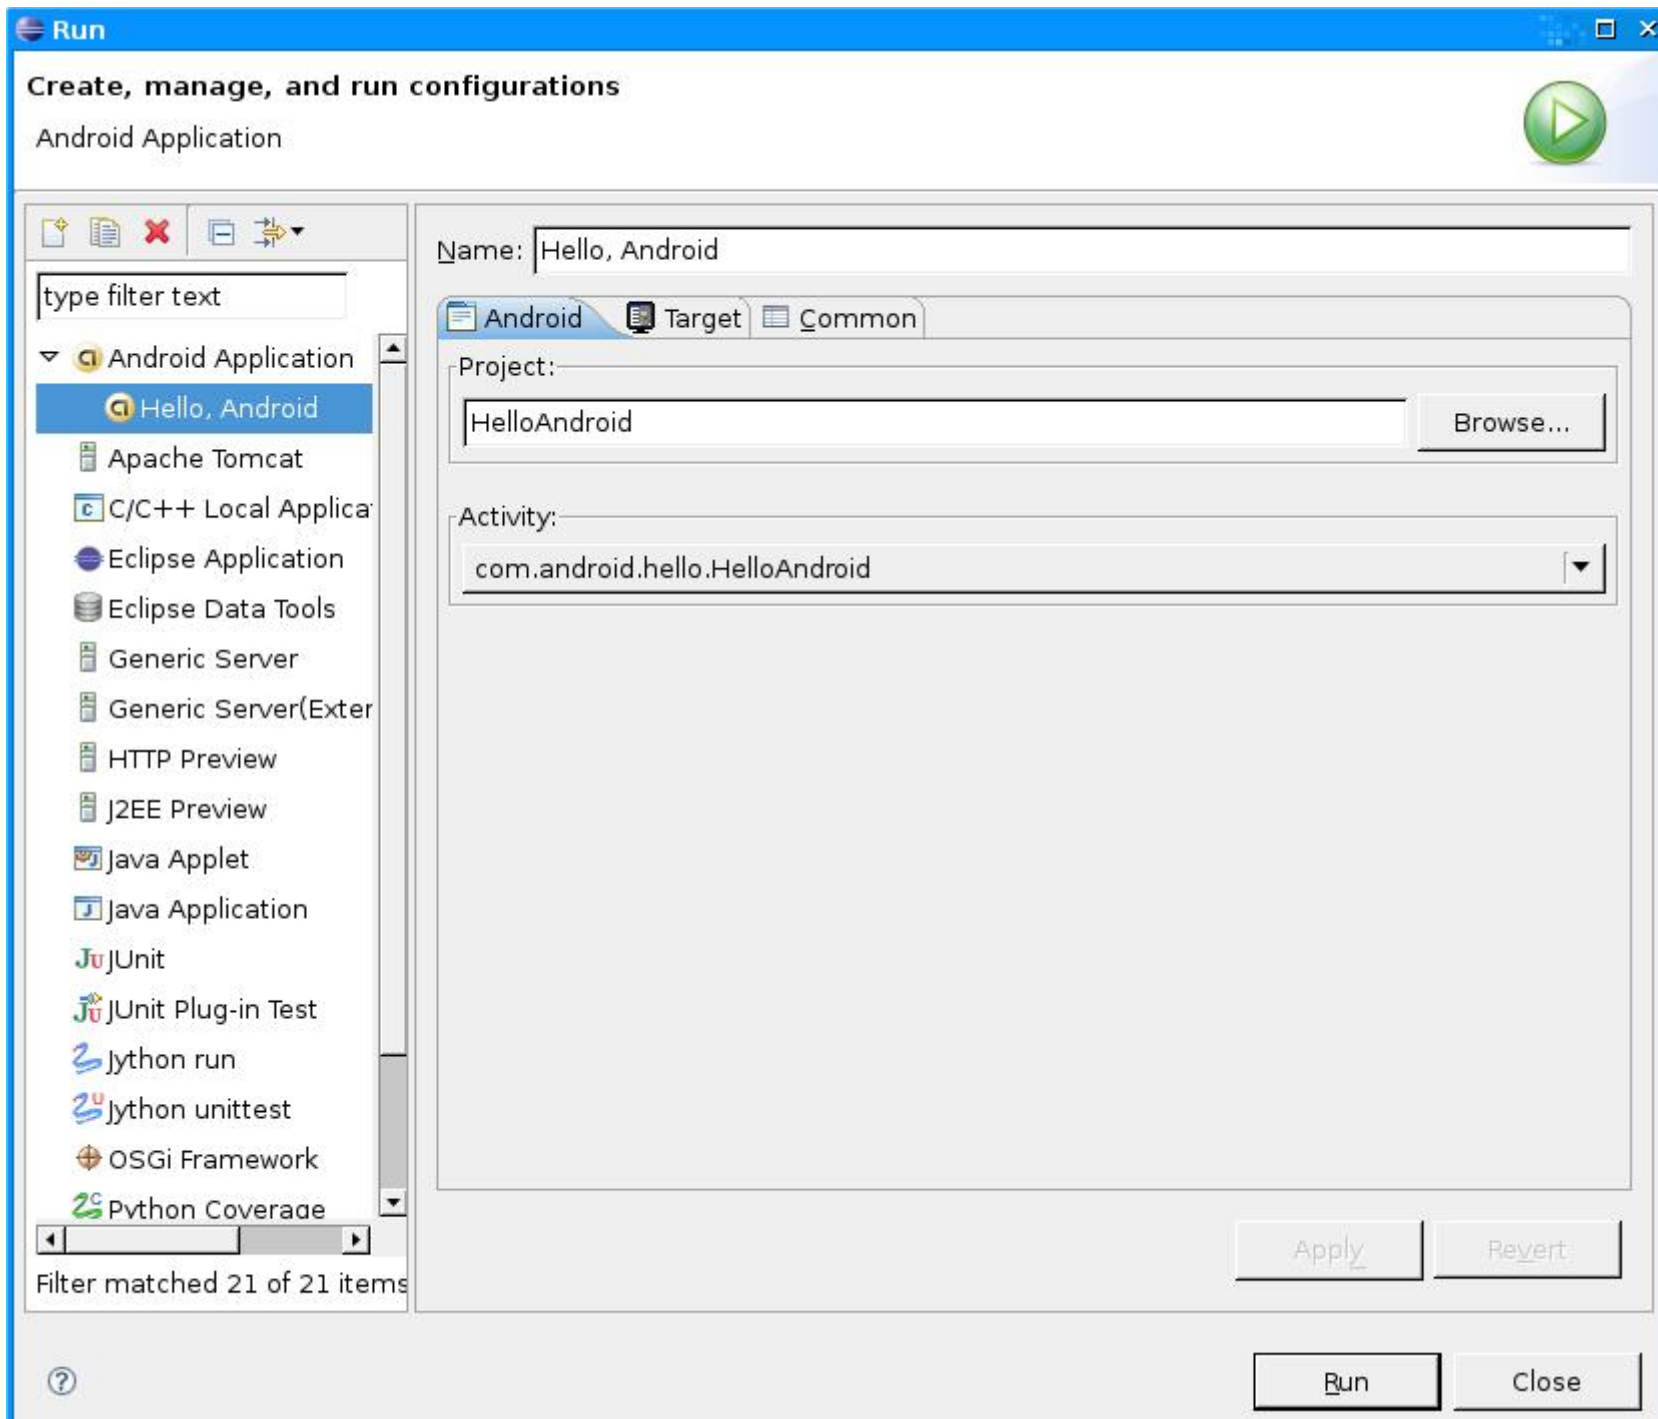 Run
Create, manage, and run configurations
Android Application
type filter text
Android Application
Hello, Android
Apache Tomcat
C/C++ Local Applica
Eclipse Application
Eclipse Data Tools
Generic Server
Generic Server(Exter
HTTP Preview
J2EE Preview
Java Applet
Java Application
JUnit
JUnit Plug-in Test
Jython run
Jython unittest
OSGi Framework
Python Coverage
Filter matched 21 of 21 items
Name: Hello, Android
Android Target Common
Project:
HelloAndroid Browse...
Activity:
com.android.hello.HelloAndroid
Apply Revert
Run Close